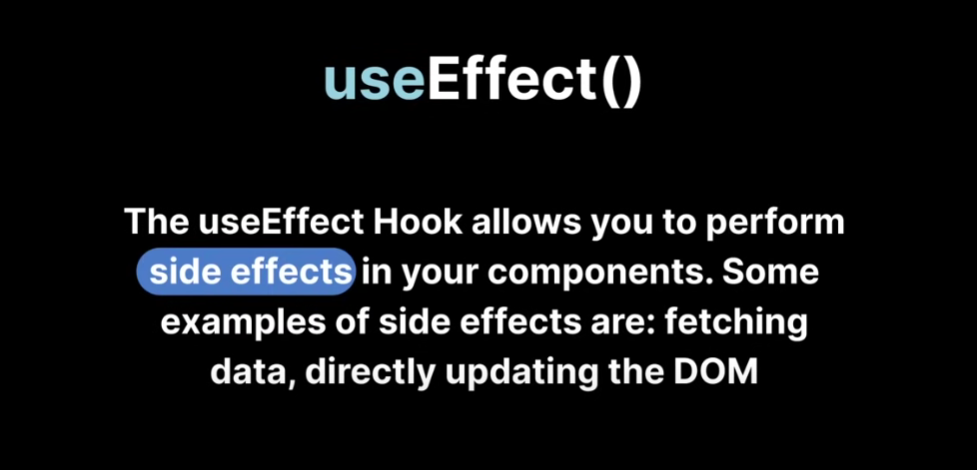 useEffect()
The useEffect Hook allows you to perform
side effects in your components. Some
examples of side effects are: fetching
data, directly updating the DOM